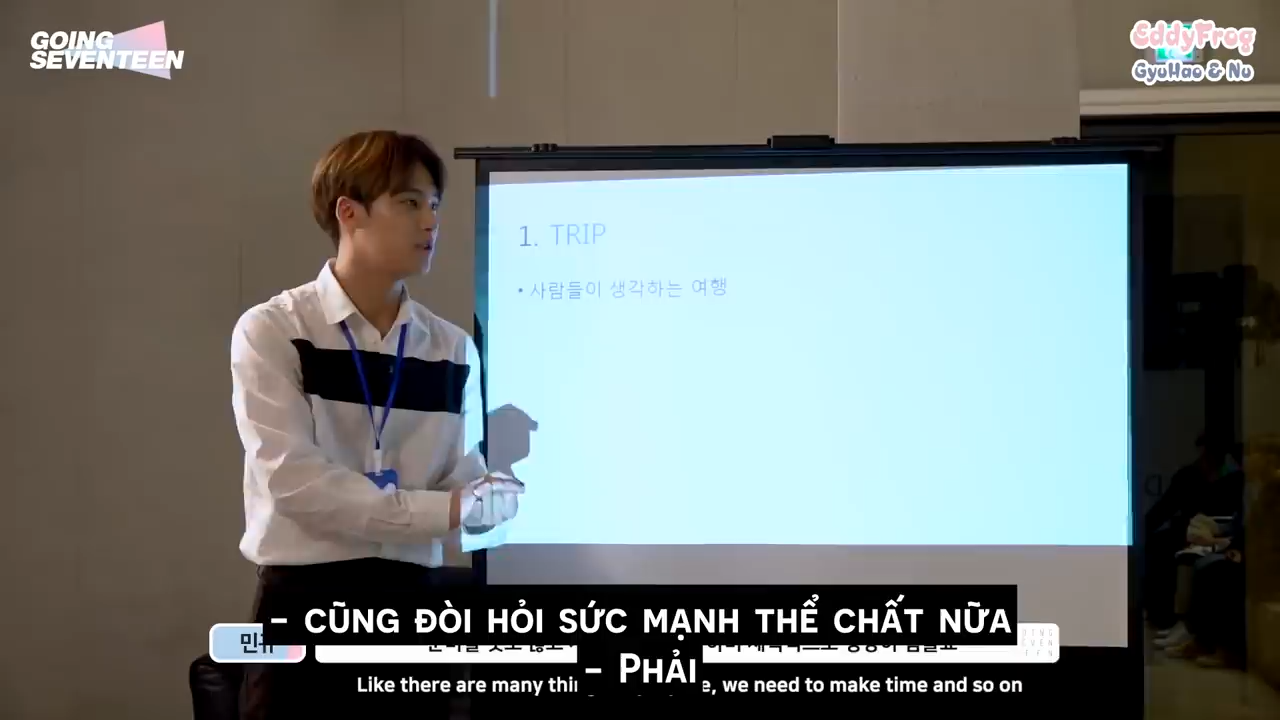 GOING
SEVENTEEN
EddyFrog
GyuHao & Nu
1. TRIP
• 사람들이 생각하는 여행
- CŨNG ĐÒI HỎI SỨC MẠNH THỂ CHẤT NỮA
민규
- PHẢI
Like there are many we need to make time and so on